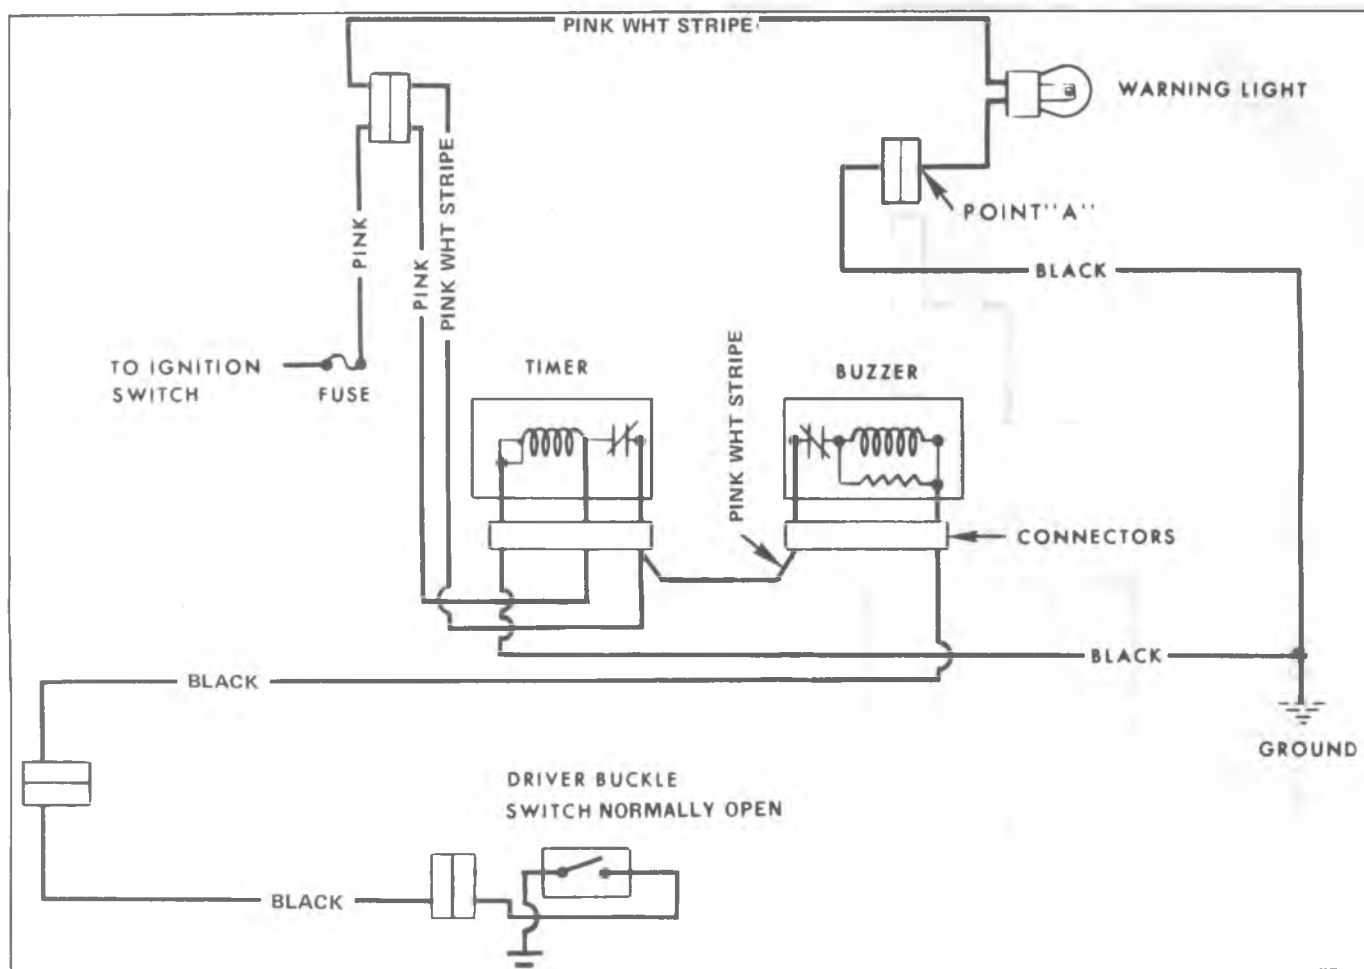 PINK WHT STRIPE
WARNING LIGHT
POINT "A"
PINK
PINK
PINK WHT STRIPE
BLACK
TO IGNITION
SWITCH
FUSE
TIMER
BUZZER
PINK WHT STRIPE
CONNECTORS
BLACK
BLACK
GROUND
DRIVER BUCKLE
SWITCH NORMALLY OPEN
BLACK